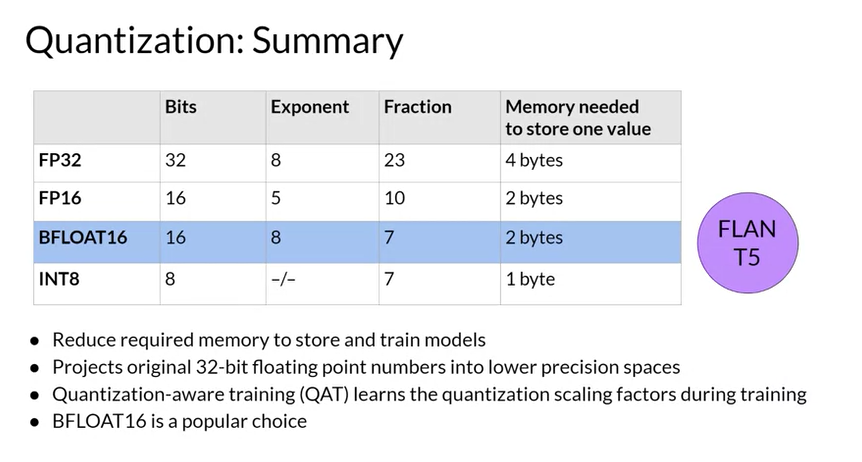 Quantization: Summary
Bits Exponent Fraction Memory needed
to store one value
FP32 32 8 23 4 bytes
FP16 16 5 10 2 bytes
BFLOAT16 16 8 7 2 bytes
INT8 8 –/– 7 1 byte
FLAN
T5
● Reduce required memory to store and train models
● Projects original 32-bit floating point numbers into lower precision spaces
● Quantization-aware training (QAT) learns the quantization scaling factors during training
● BFLOAT16 is a popular choice